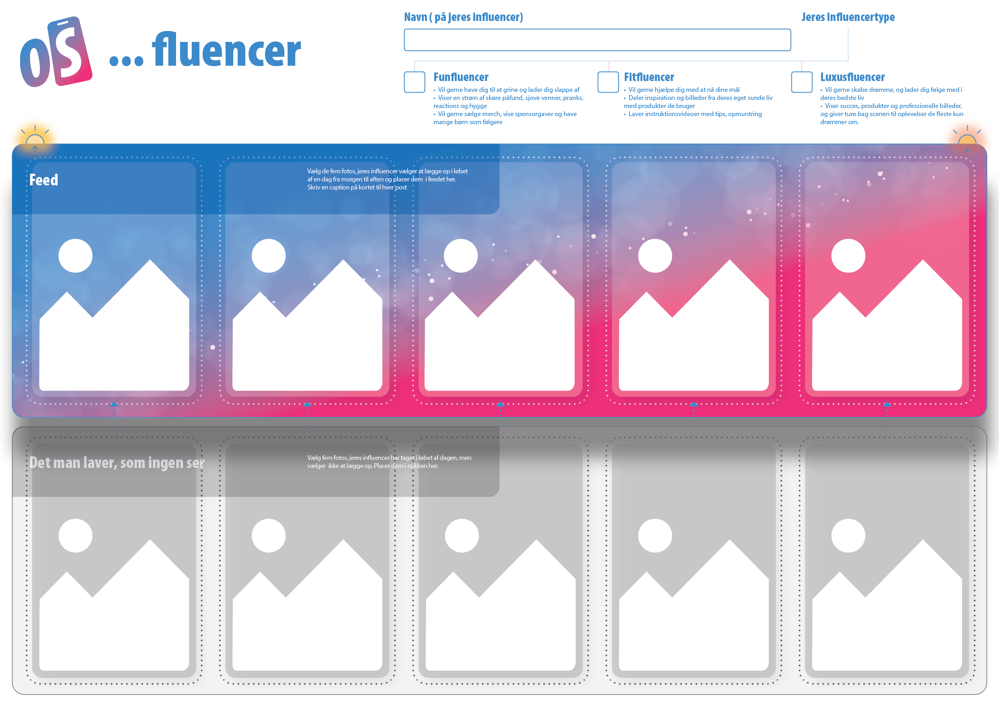 OS ... fluencer
Navn ( på jeres influencer)
Jeres influencertype
Funfluencer
• Vil gerne have dig til at grine og lader dig slappe af
• Viser en strøm af skøre påfund, sjove venner, pranks,
reactions og hygge
• Vil gerne sælge merch, vise sponsorgaver og have
mange børn som følgere
Fitfluencer
• Vil gerne hjælpe dig med at nå dine mål
• Deler inspiration og billeder fra deres eget sunde liv
med produkter de bruger
• Laver instruktionsvideoer med tips, opmuntring
Luxusfluencer
• Vil gerne skabe drømme, og lader dig følge med i
deres bedste liv
• Viser succes, produkter og professionelle billeder,
og giver ture bag scenen til oplevelser de fleste kun
drømmer om.
Feed
Vælg de fem fotos, jeres influencer vælger at lægge op i løbet
af en dag fra morgen til aften og placer dem i feedet her.
Skriv en caption på kortet til hver post
Det man laver, som ingen ser
Vælg fem fotos, jeres influencer har taget i løbet af dagen, men
vælger ikke at lægge op. Placer dem i rækken her.